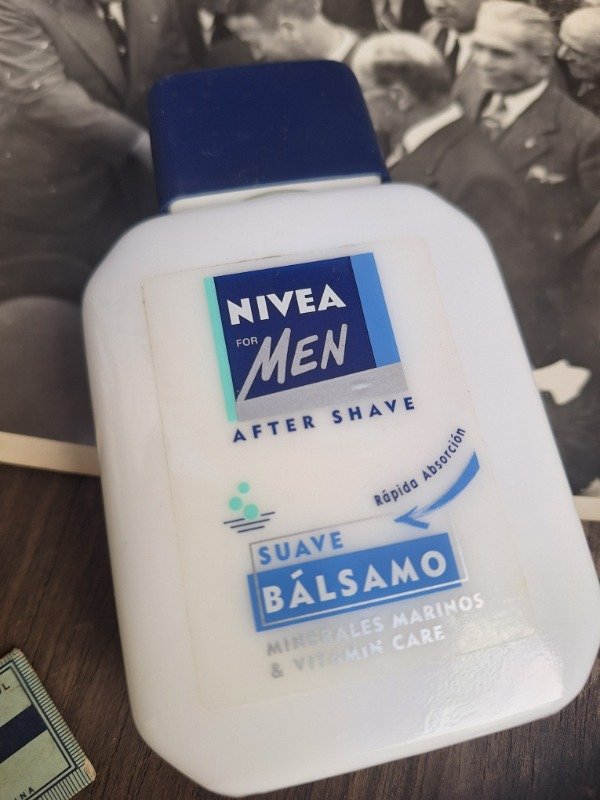 NIVEA
FOR MEN
AFTER SHAVE
Rápida Absorción
SUAVE
BÁLSAMO
MINERALES MARINOS
& VITAMIN CARE